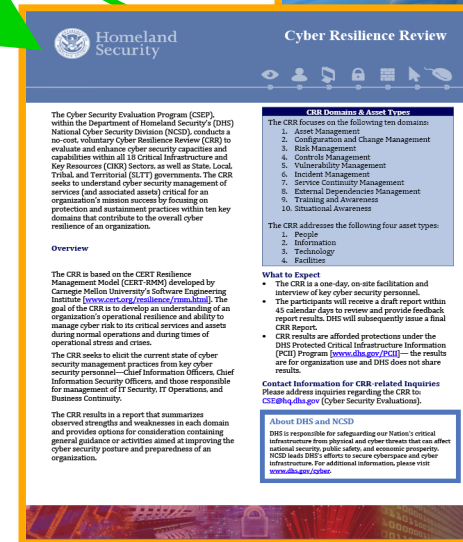 Homeland
Security
Cyber Resilience Review
The Cyber Security Evaluation Program (CSEP),
within the Department of Homeland Security's (DHS)
National Cyber Security Division (NCSD), conducts a
no-cost, voluntary Cyber Resilience Review (CRR) to
evaluate and enhance cyber security capacities and
capabilities within all 18 Critical Infrastructure and
Key Resources (CIKR) Sectors, as well as State, Local,
Tribal, and Territorial (SLTT) governments. The CRR
seeks to understand cyber security management of
services (and associated assets) critical for an
organization's mission success by focusing on
protection and sustainment practices within ten key
domains that contribute to the overall cyber
resilience of an organization.
Overview
The CRR is based on the CERT Resilience
Management Model (CERT-RMM) developed by
Carnegie Mellon University's Software Engineering
Institute [www.cert.org/resilience/rmm.html]. The
goal of the CRR is to develop an understanding of an
organization's operational resilience and ability to
manage cyber risk to its critical services and assets
during normal operations and during times of
operational stress and crises.
The CRR seeks to elicit the current state of cyber
security management practices from key cyber
security personnel—Chief Information Officers, Chief
Information Security Officers, and those responsible
for management of IT Security, IT Operations, and
Business Continuity.
The CRR results in a report that summarizes
observed strengths and weaknesses in each domain
and provides options for consideration containing
general guidance or activities aimed at improving the
cyber security posture and preparedness of an
organization.
CRR Domains & Asset Types
The CRR focuses on the following ten domains:
1. Asset Management
2. Configuration and Change Management
3. Risk Management
4. Controls Management
5. Vulnerability Management
6. Incident Management
7. Service Continuity Management
8. External Dependencies Management
9. Training and Awareness
10. Situational Awareness
The CRR addresses the following four asset types:
1. People
2. Information
3. Technology
4. Facilities
What to Expect
• The CRR is a one-day, on-site facilitation and
interview of key cyber security personnel.
• The participants will receive a draft report within
45 calendar days to review and provide feedback
report results. DHS will subsequently issue a final
CRR Report.
• CRR results are afforded protections under the
DHS Protected Critical Infrastructure Information
(PCII) Program [www.dhs.gov/PCII]— the results
are for organization use and DHS does not share
results.
Contact Information for CRR-related Inquiries
Please address inquiries regarding the CRR to:
CSE@hq.dhs.gov (Cyber Security Evaluations).
About DHS and NCSD
DHS is responsible for safeguarding our Nation's critical
infrastructure from physical and cyber threats that can affect
national security, public safety, and economic prosperity.
NCSD leads DHS's efforts to secure cyberspace and cyber
infrastructure. For additional information, please visit
www.dhs.gov/cyber.